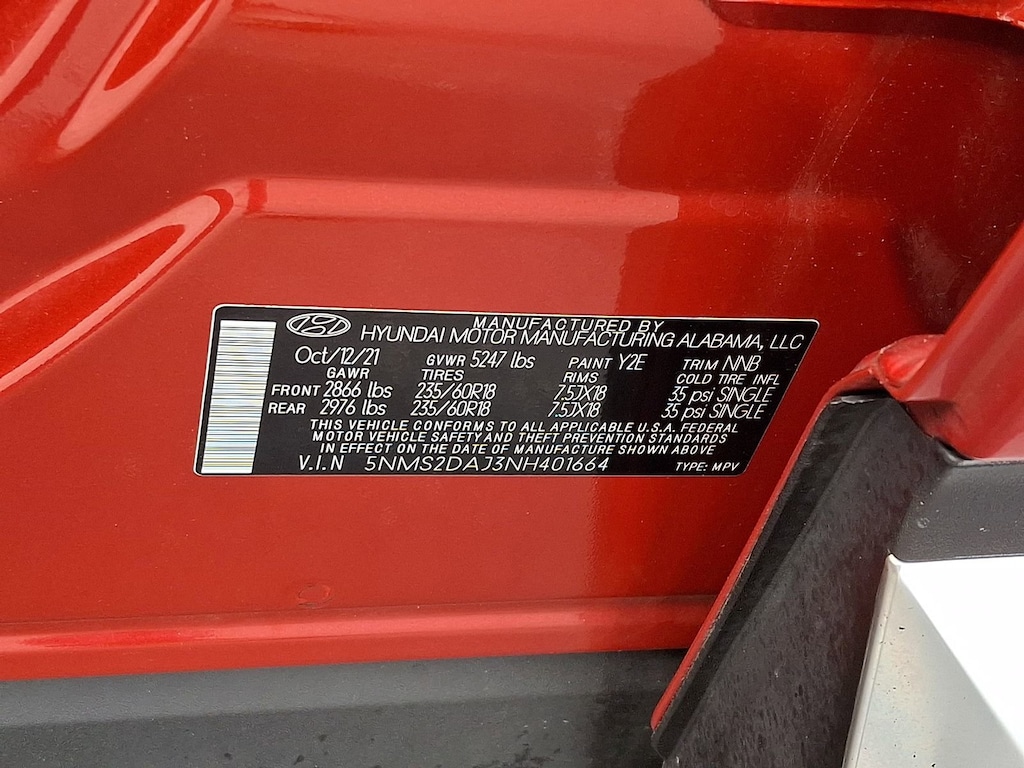 MANUFACTURED BY
HYUNDAI MOTOR MANUFACTURING ALABAMA, LLC
Oct/12/21 GVWR 5247 lbs PAINT Y2E TRIM NNB
GAWR TIRES RIMS COLD TIRE INFL
FRONT 2866 lbs 235/60R18 7.5JX18 35 psi SINGLE
REAR 2976 lbs 235/60R18 7.5JX18 35 psi SINGLE
THIS VEHICLE CONFORMS TO ALL APPLICABLE U.S.A. FEDERAL
MOTOR VEHICLE SAFETY AND THEFT PREVENTION STANDARDS
IN EFFECT ON THE DATE OF MANUFACTURE SHOWN ABOVE
V.I.N 5NMS2DAJ3NH401664 TYPE: MPV